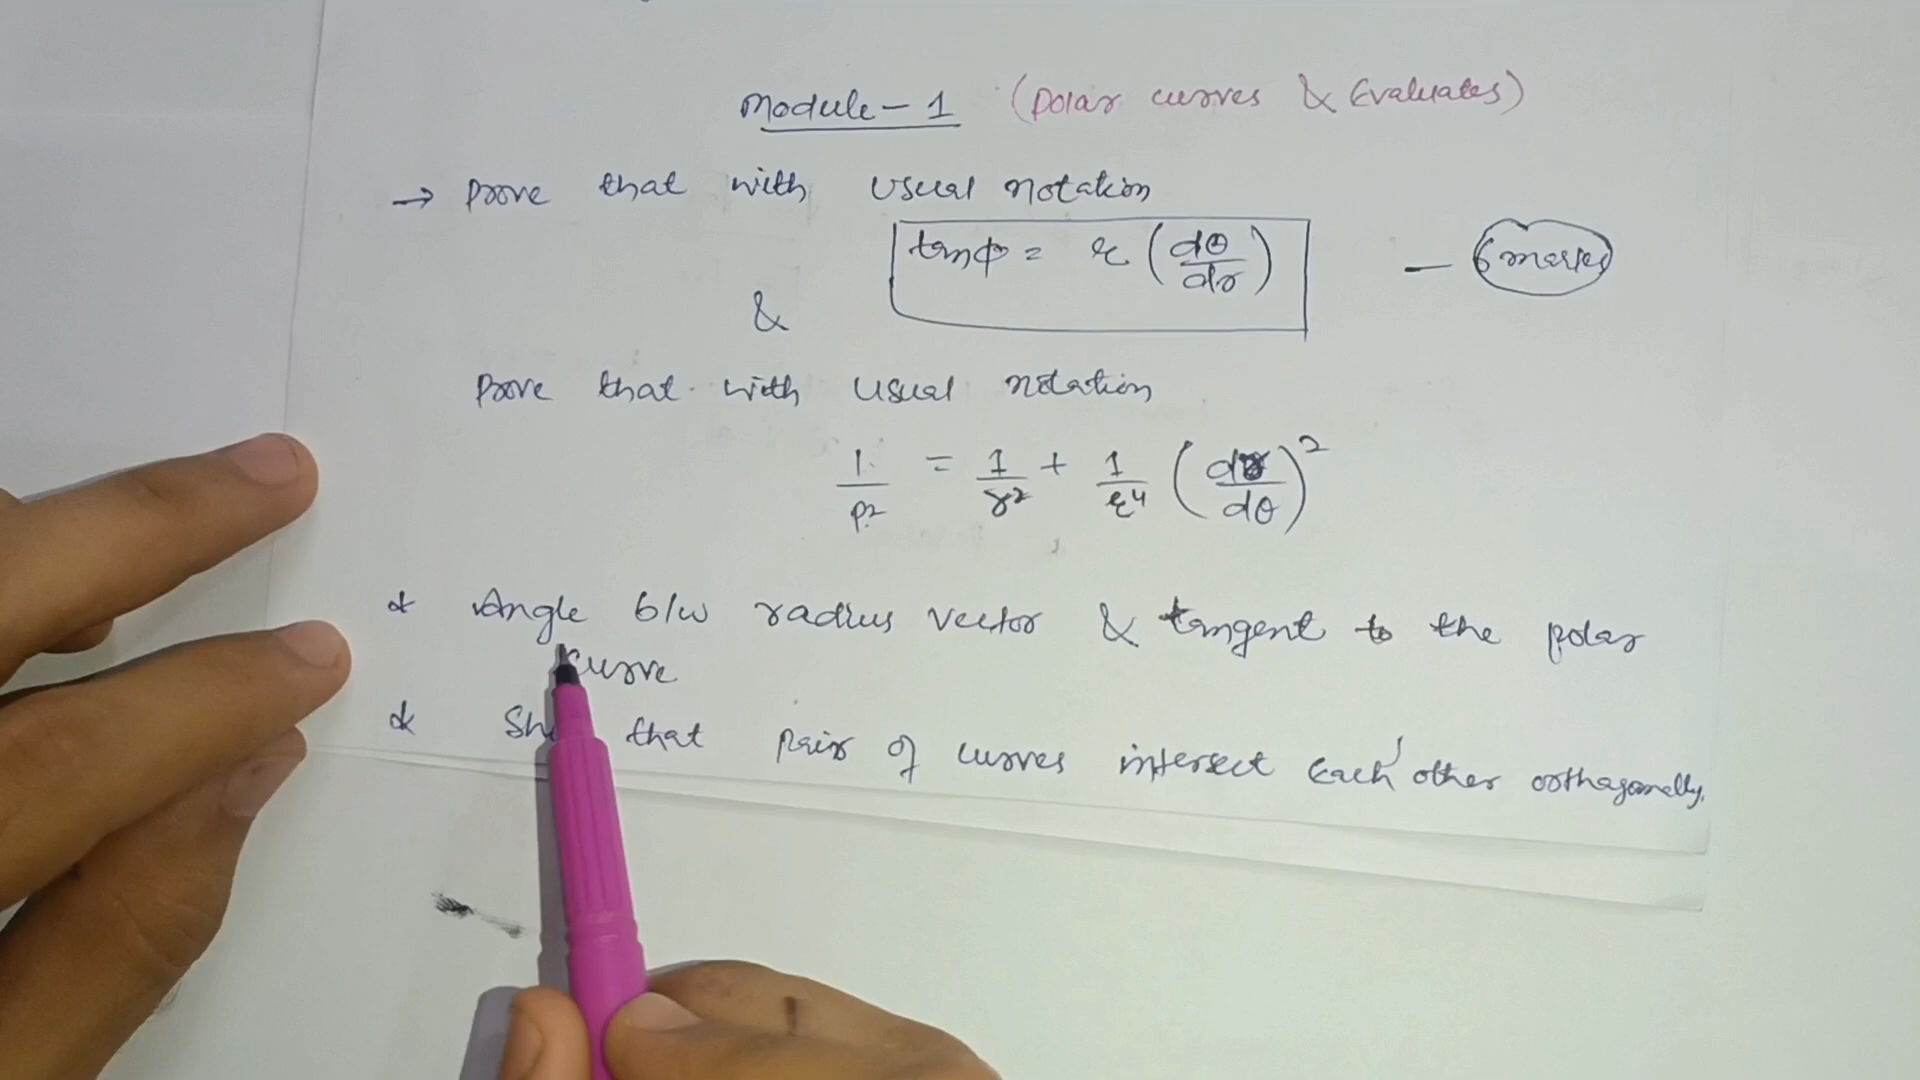 Module - 1 (Polar curves & Evaluates)
→ Prove that with usual notation
tanφ = r (dθ/dr) — 6 marks
&
Prove that with usual notation
1/p² = 1/r² + 1/r⁴ (dr/dθ)²
* Angle b/w radius vector & tangent to the polar
curve
* that pair of curves intersect Each other orthagonally.